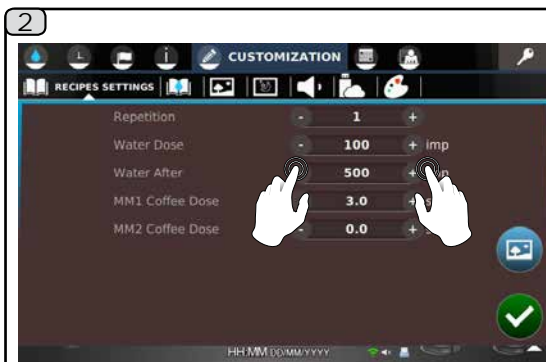 2
CUSTOMIZATION
RECIPES SETTINGS
Repetition - 1 +
Water Dose - 100 + imp
Water After - 500 +
MM1 Coffee Dose 3.0 +
MM2 Coffee Dose - 0.0 +
HH:MM DD/MM/YYYY